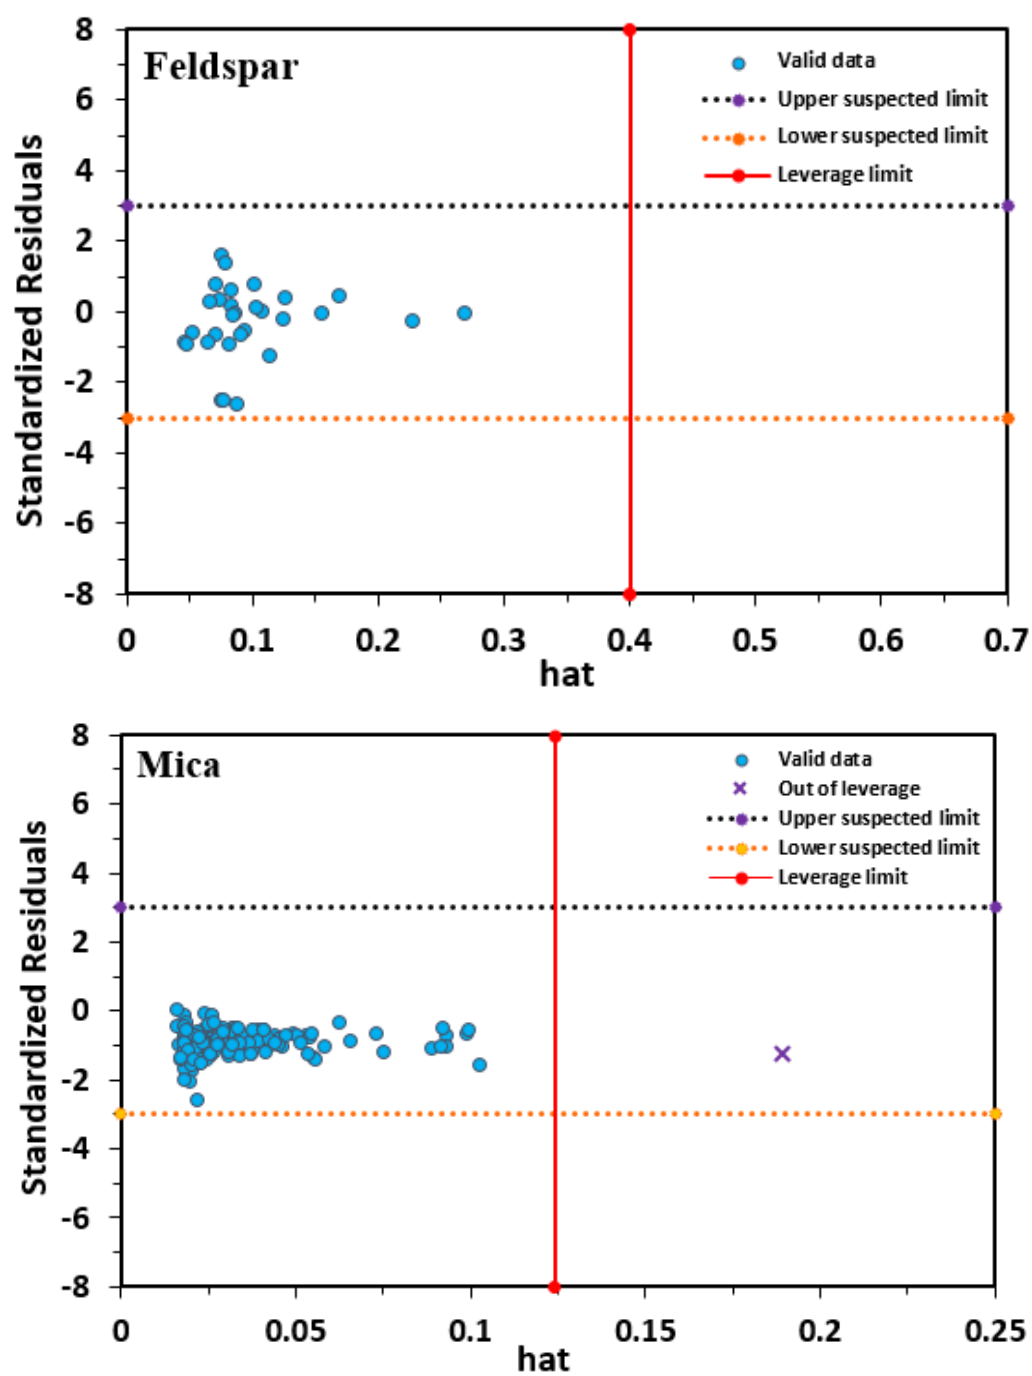 Feldspar
Valid data
Upper suspected limit
Lower suspected limit
Leverage limit
Standardized Residuals
8
6
4
2
0
-2
-4
-6
-8
0 0.1 0.2 0.3 0.4 0.5 0.6 0.7
hat
Mica
Valid data
Out of leverage
Upper suspected limit
Lower suspected limit
Leverage limit
Standardized Residuals
8
6
4
2
0
-2
-4
-6
-8
0 0.05 0.1 0.15 0.2 0.25
hat